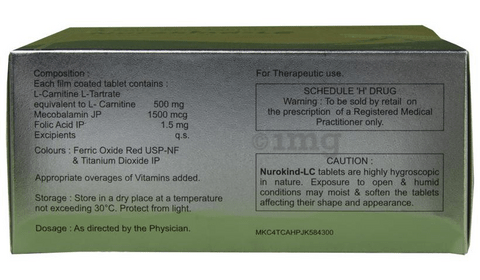 Composition :
Each film coated tablet contains :
L-Carnitine L-Tartrate
equivalent to L- Carnitine 500 mg
Mecobalamin JP 1500 mcg
Folic Acid IP 1.5 mg
Excipients q.s.
Colours : Ferric Oxide Red USP-NF
& Titanium Dioxide IP
Appropriate overages of Vitamins added.
Storage : Store in a dry place at a temperature
not exceeding 30°C. Protect from light.
Dosage : As directed by the Physician.
For Therapeutic use.
SCHEDULE 'H' DRUG
Warning : To be sold by retail on
the prescription of a Registered Medical
Practitioner only.
1mg
CAUTION :
Nurokind-LC tablets are highly hygroscopic
in nature. Exposure to open & humid
conditions may moist & soften the tablets
affecting their shape and appearance.
MKC4TCAHPJK584300